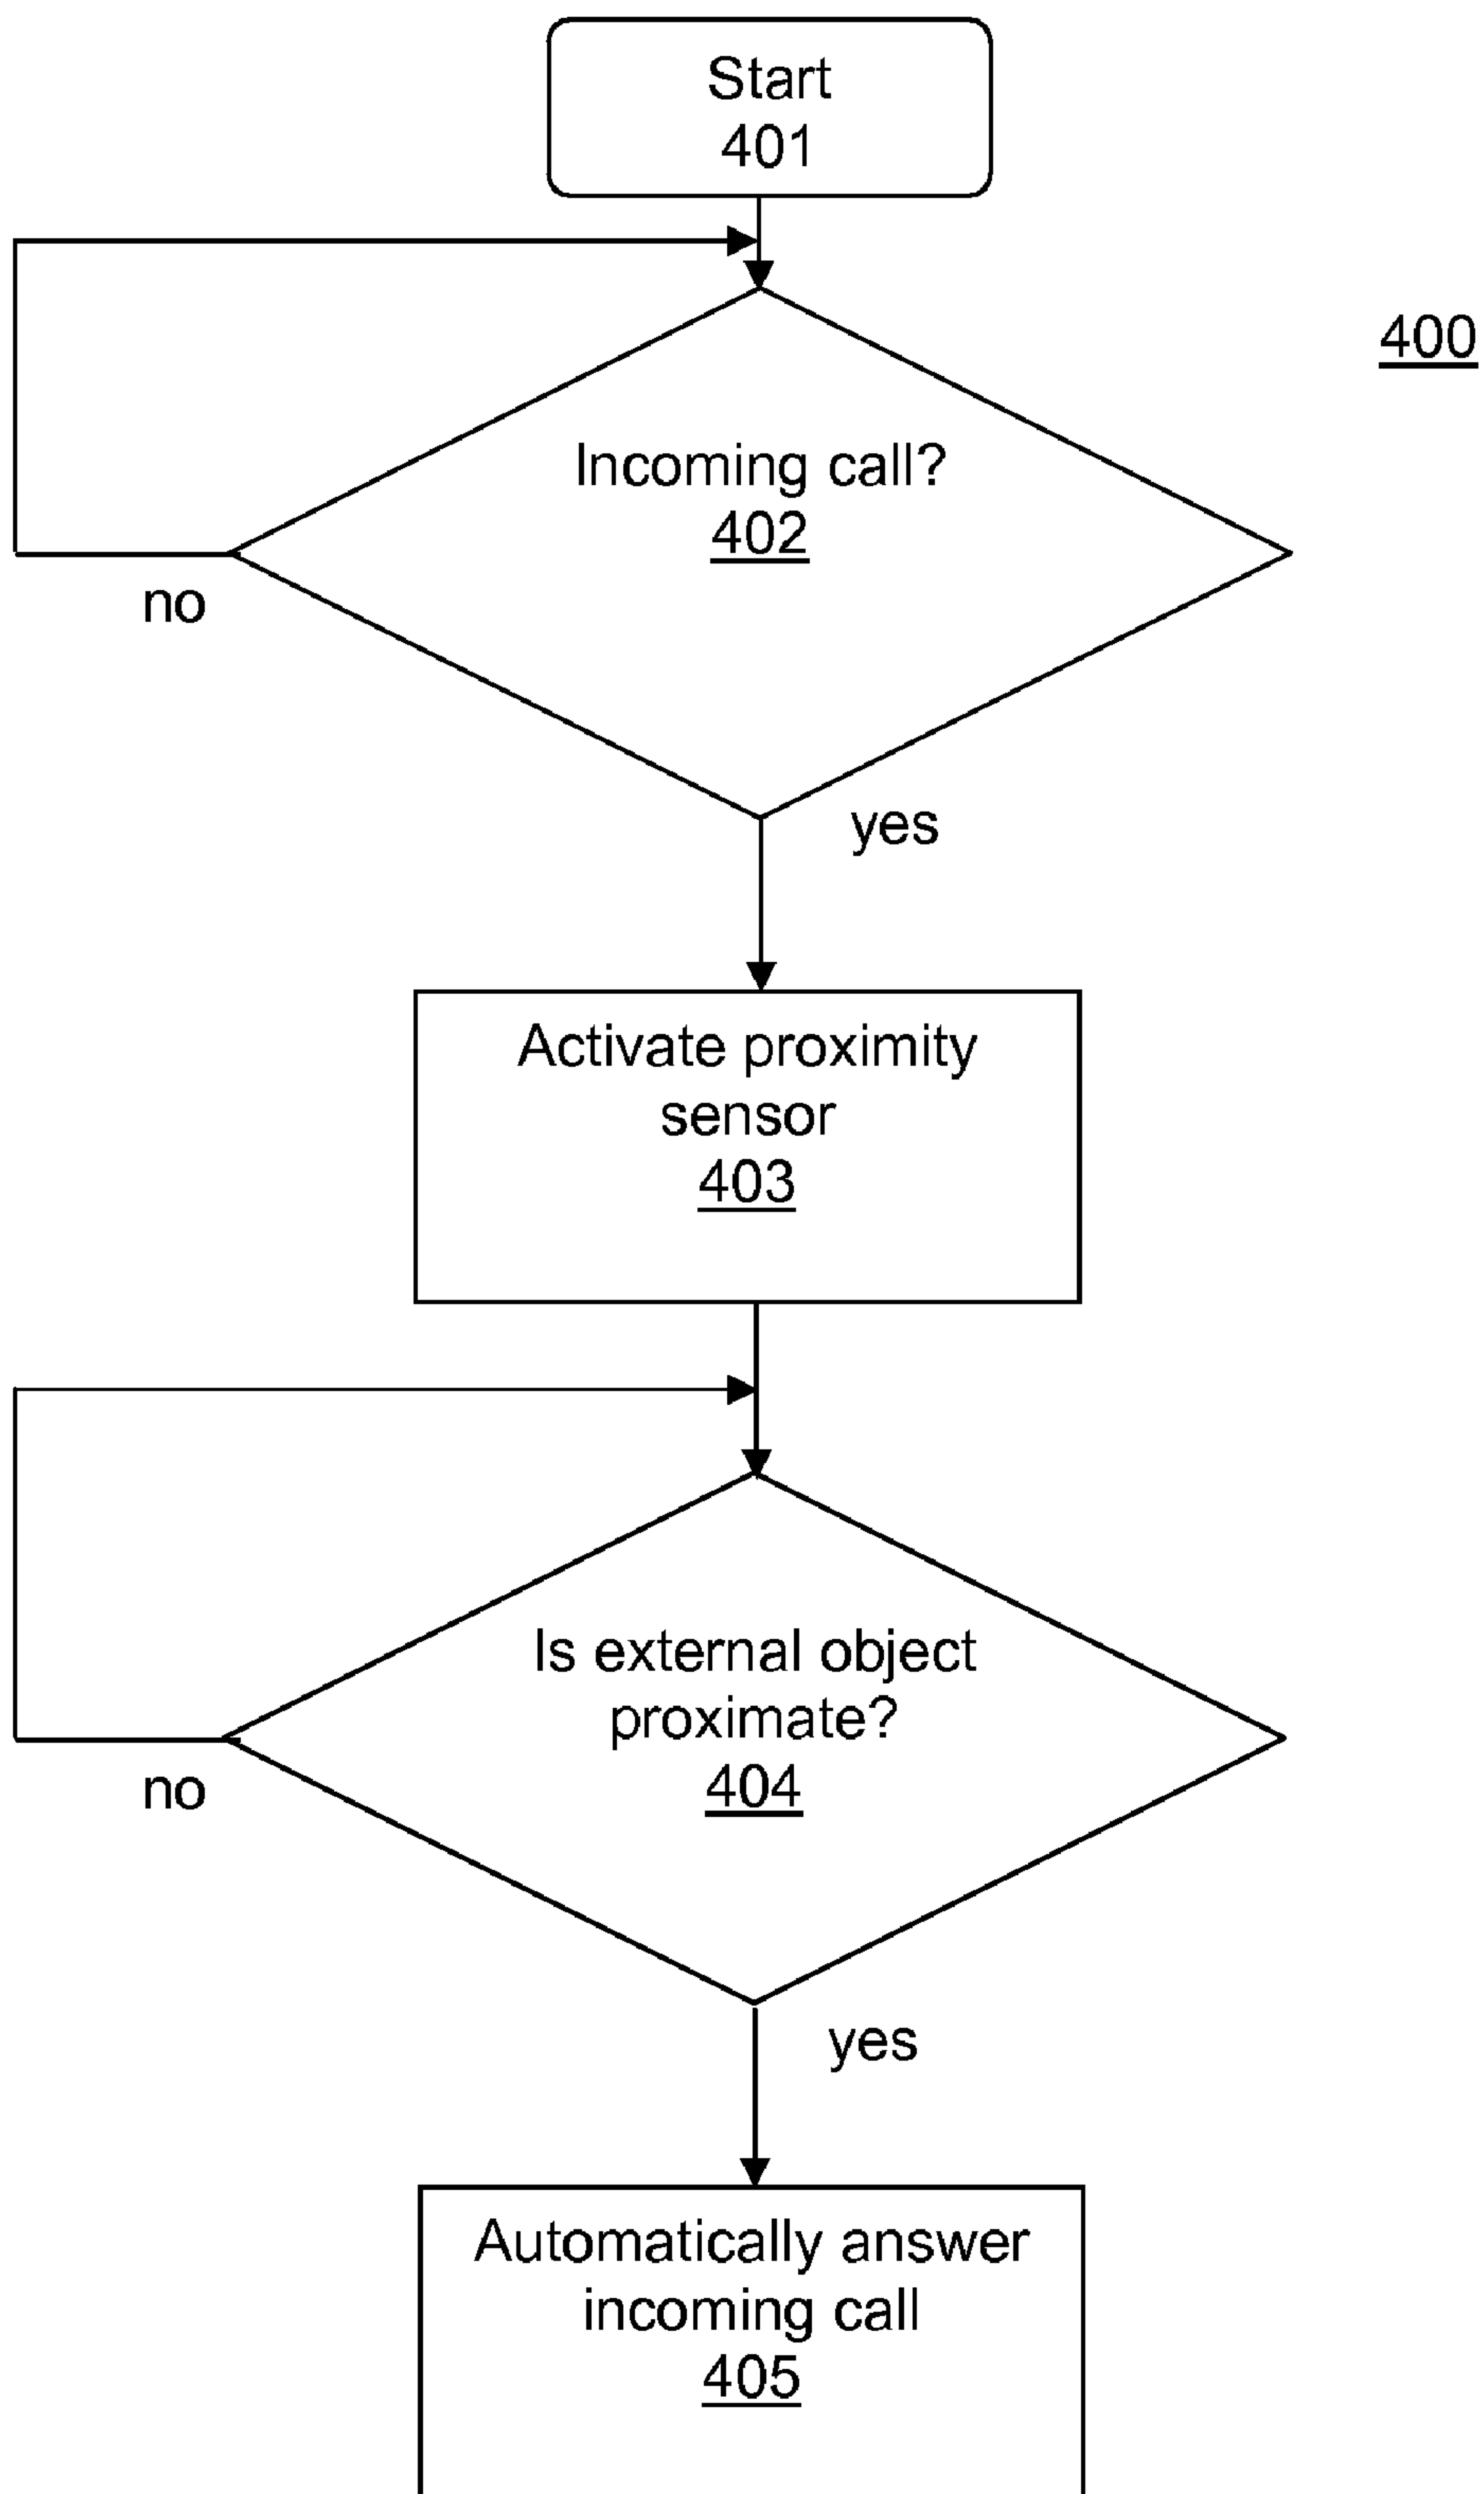 Start
401
400
Incoming call?
402
no
yes
Activate proximity
sensor
403
Is external object
proximate?
404
no
yes
Automatically answer
incoming call
405